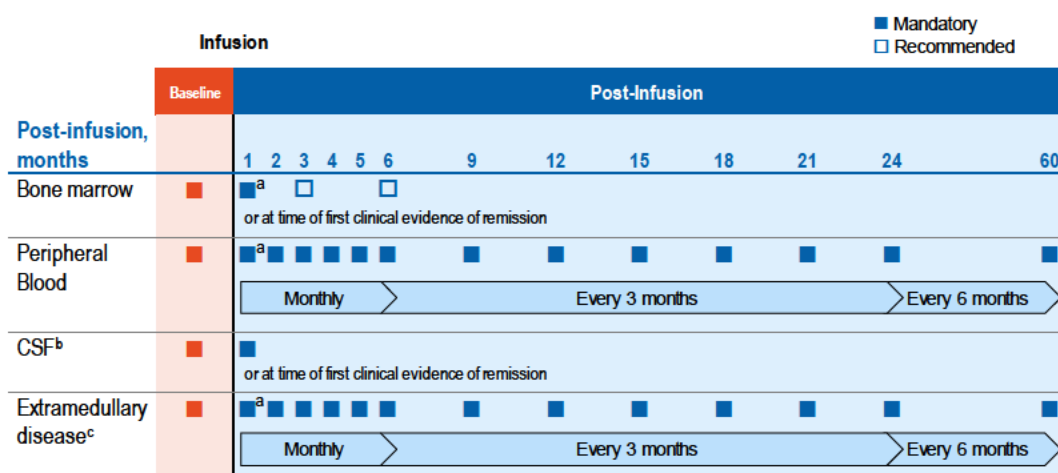 Mandatory
Infusion
Recommended
Baseline
Post-Infusion
Post-infusion,
months
1 2 3 4 5 6 9 12 15 18 21 24 60
Bone marrow
a
or at time of first clinical evidence of remission
Peripheral
Blood
a
Monthly Every 3 months Every 6 months
CSFb
or at time of first clinical evidence of remission
Extramedullary
diseasec
a
Monthly Every 3 months Every 6 months